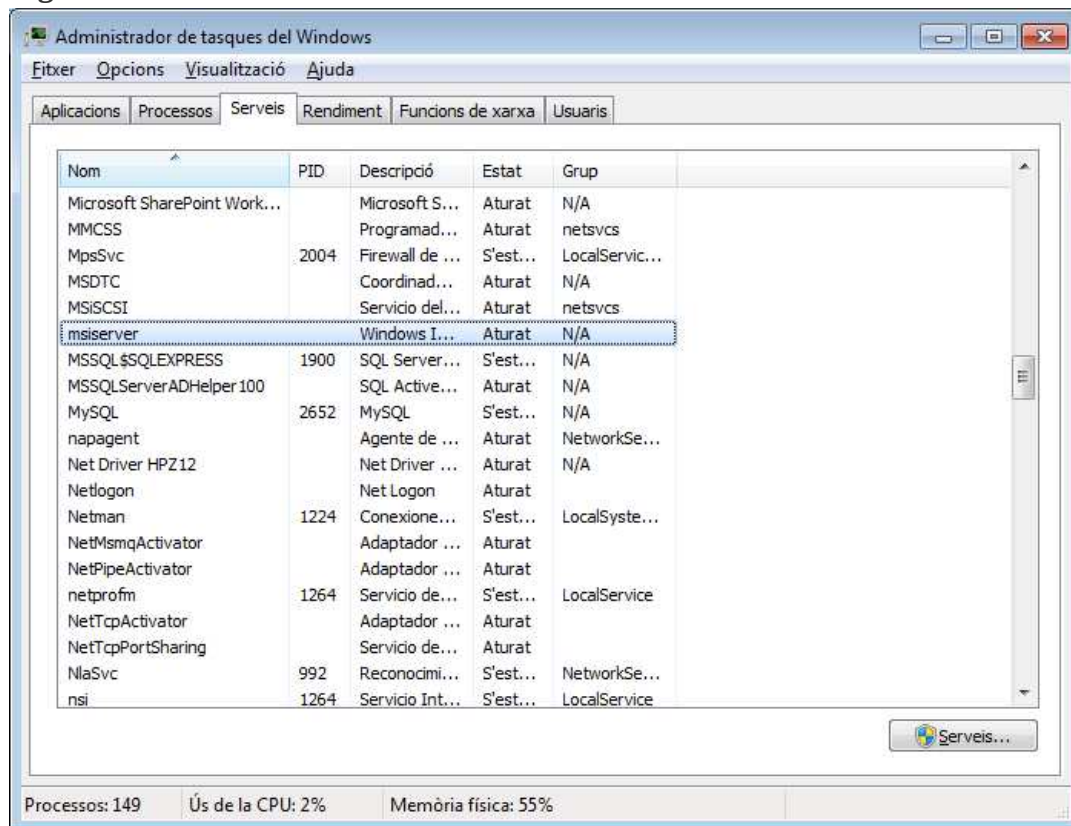 Administrador de tasques del Windows
Fitxer Opcions Visualització Ajuda
Aplicacions Processos Serveis Rendiment Funcions de xarxa Usuaris
Nom PID Descripció Estat Grup
Microsoft SharePoint Work... Microsoft S... Aturat N/A
MMCSS Programad... Aturat netsvcs
MpsSvc 2004 Firewall de ... S'est... LocalServic...
MSDTC Coordinad... Aturat N/A
MSiSCSI Servicio del... Aturat netsvcs
msiserver Windows I... Aturat N/A
MSSQL$SQLEXPRESS 1900 SQL Server... S'est... N/A
MSSQLServerADHelper100 SQL Active... Aturat N/A
MySQL 2652 MySQL S'est... N/A
napagent Agente de ... Aturat NetworkSe...
Net Driver HPZ12 Net Driver ... Aturat N/A
Netlogon Net Logon Aturat
Netman 1224 Conexione... S'est... LocalSyste...
NetMsmqActivator Adaptador ... Aturat
NetPipeActivator Adaptador ... Aturat
netprofm 1264 Servicio de... S'est... LocalService
NetTcpActivator Adaptador ... Aturat
NetTcpPortSharing Servicio de... Aturat
NlaSvc 992 Reconocimi... S'est... NetworkSe...
nsi 1264 Servicio Int... S'est... LocalService
Serveis...
Processos: 149 Ús de la CPU: 2% Memòria física: 55%